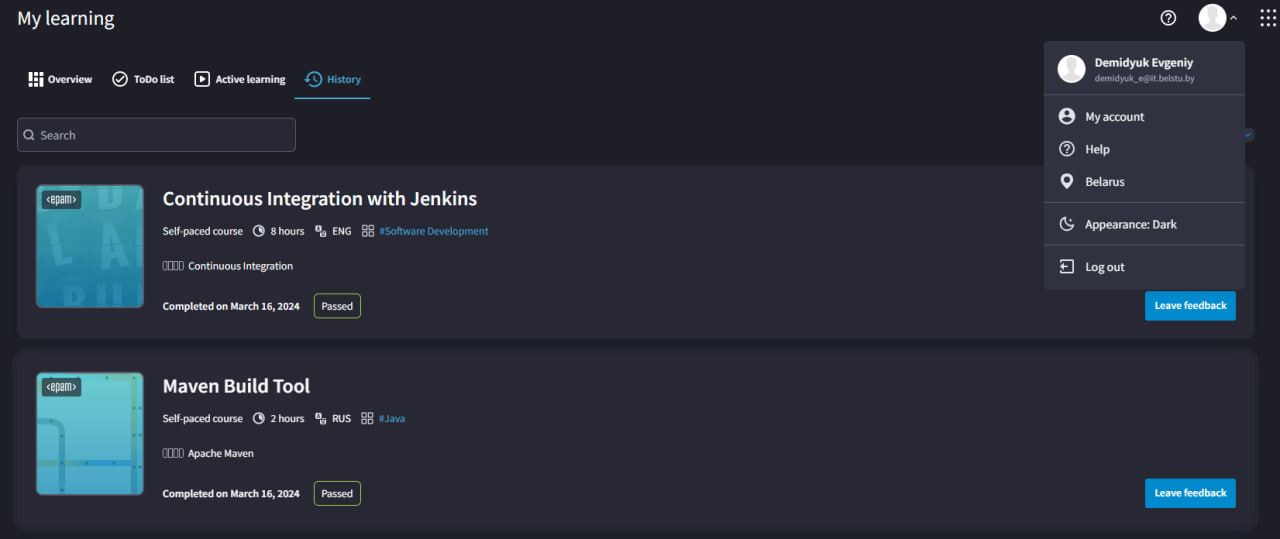 My learning
Overview ToDo list Active learning History
Search
Demidyuk Evgeniy
demidyuk_e@it.belstu.by
My account
Help
Belarus
Appearance: Dark
Log out
<epam>
Continuous Integration with Jenkins
Self-paced course 8 hours ENG #Software Development
Continuous Integration
Completed on March 16, 2024 Passed
Leave feedback
<epam>
Maven Build Tool
Self-paced course 2 hours RUS #Java
Apache Maven
Completed on March 16, 2024 Passed
Leave feedback